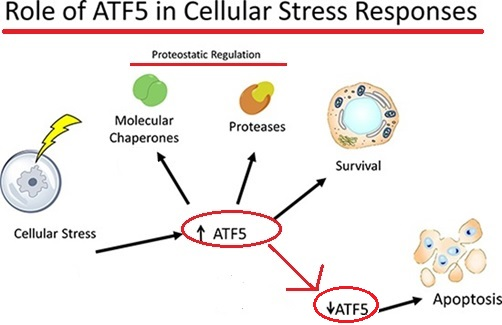 Role of ATF5 in Cellular Stress Responses
Proteostatic Regulation
Molecular
Chaperones
Proteases
Survival
Cellular Stress
↑ ATF5
↓ATF5
Apoptosis